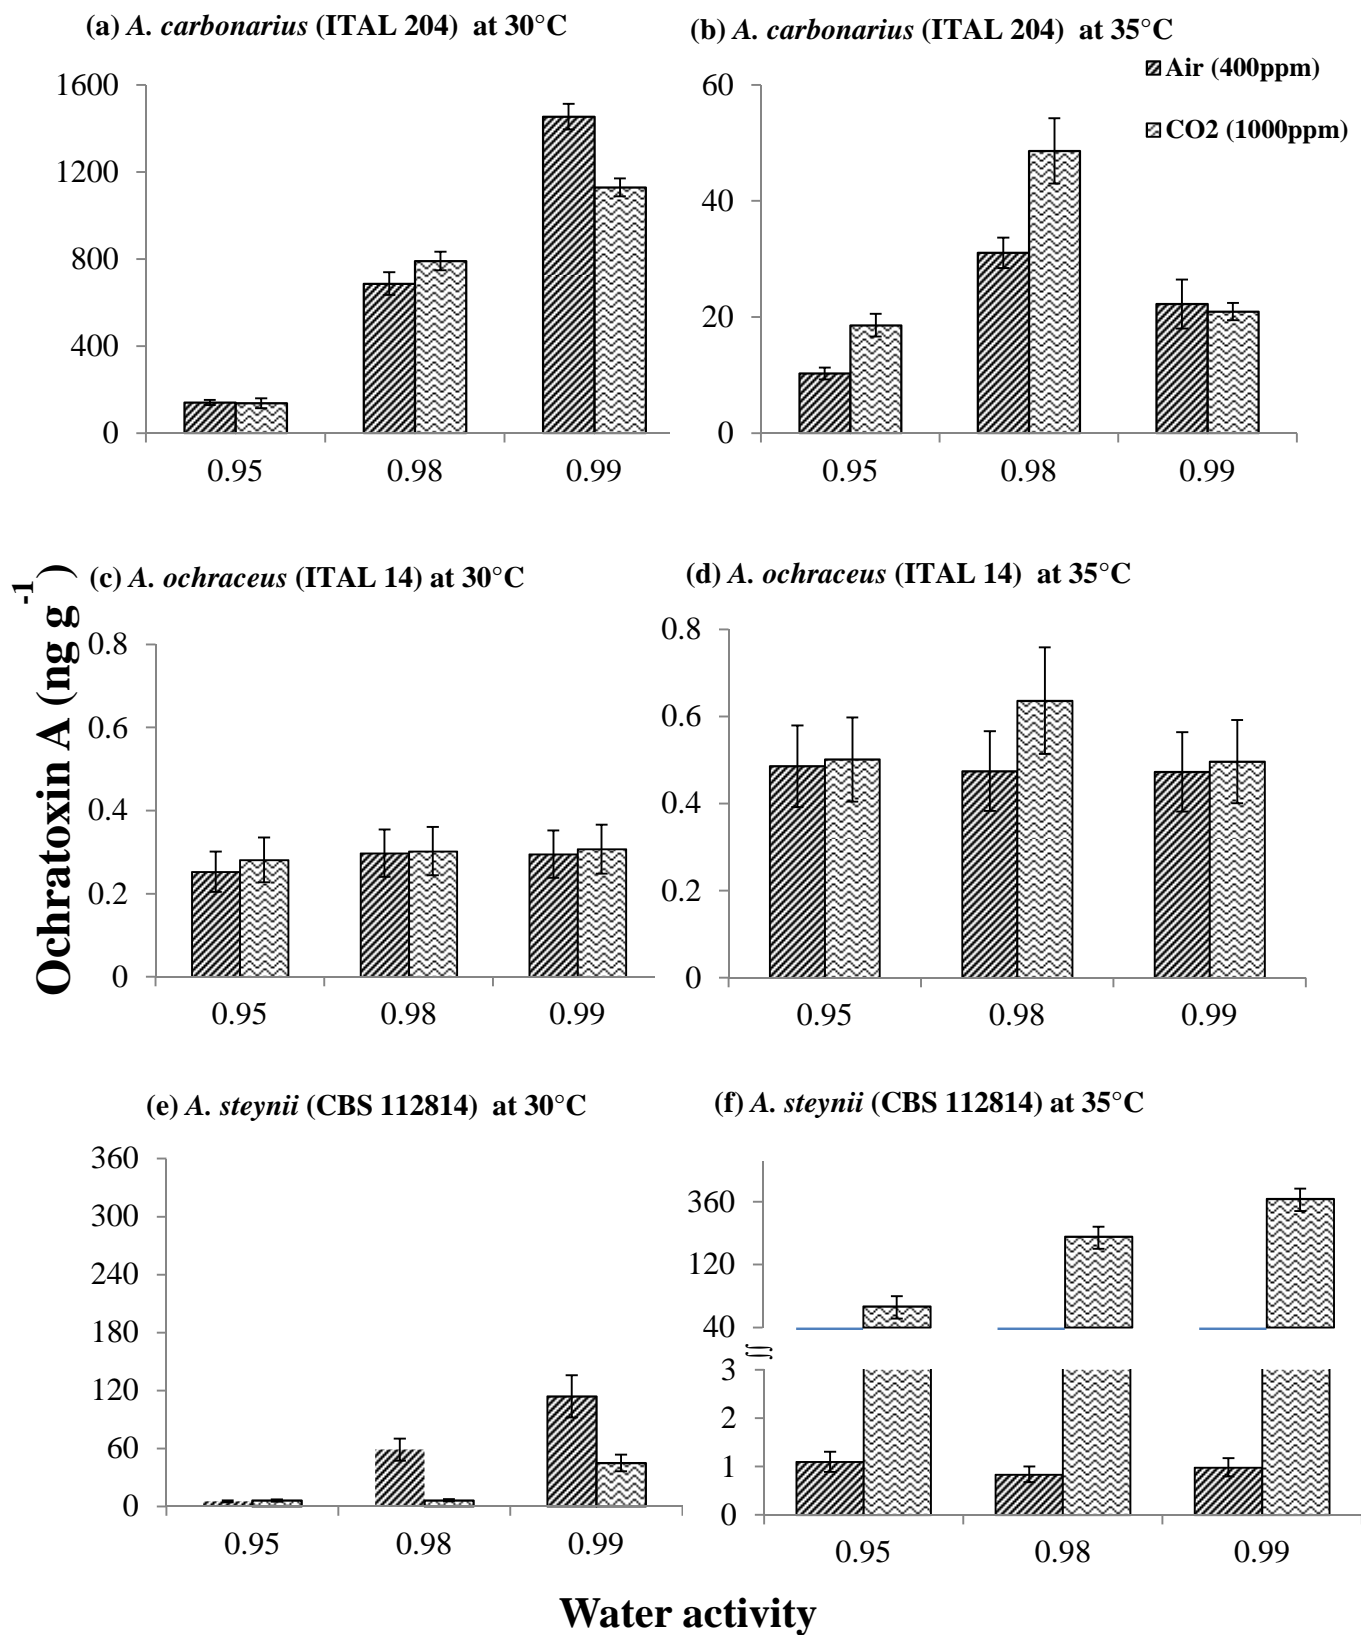 (a) A. carbonarius (ITAL 204) at 30°C
(b) A. carbonarius (ITAL 204) at 35°C
Air (400ppm)
CO2 (1000ppm)
1600
1200
800
400
0
0.95 0.98 0.99
60
40
20
0
0.95 0.98 0.99
Ochratoxin A (ng g-1)
(c) A. ochraceus (ITAL 14) at 30°C
(d) A. ochraceus (ITAL 14) at 35°C
0.8
0.6
0.4
0.2
0
0.95 0.98 0.99
0.8
0.6
0.4
0.2
0
0.95 0.98 0.99
(e) A. steynii (CBS 112814) at 30°C
(f) A. steynii (CBS 112814) at 35°C
360
300
240
180
120
60
0
0.95 0.98 0.99
360
120
40
3
2
1
0
0.95 0.98 0.99
Water activity